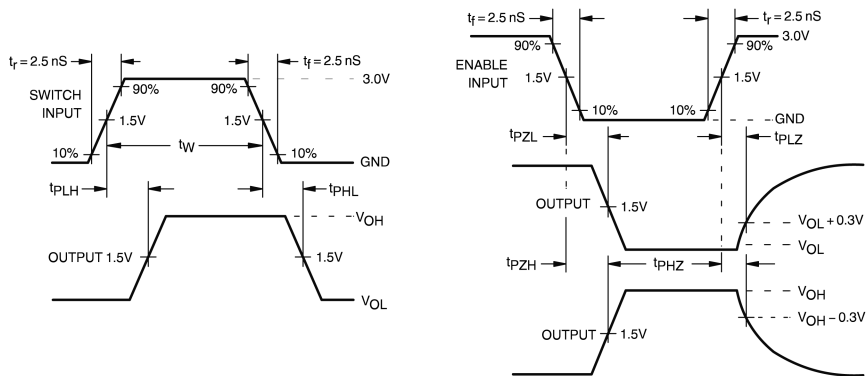 tr = 2.5 nS
tf = 2.5 nS
SWITCH
INPUT
90%
90%
3.0V
1.5V
1.5V
tW
10%
10%
GND
tPLH
tPHL
VOH
OUTPUT 1.5V
1.5V
VOL
tf = 2.5 nS
tr = 2.5 nS
90%
90%
3.0V
ENABLE
INPUT
1.5V
1.5V
10%
10%
GND
tPZL
tPLZ
OUTPUT
1.5V
VOL + 0.3V
VOL
tPZH
tPHZ
VOH
VOH – 0.3V
OUTPUT
1.5V